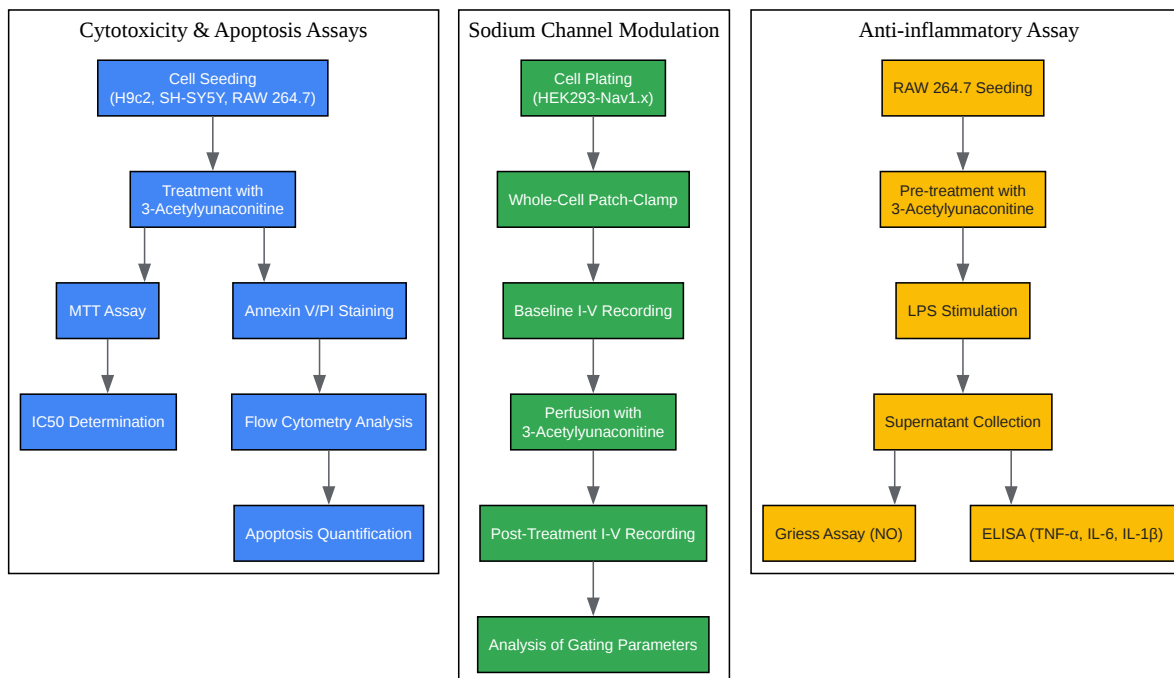 Cytotoxicity & Apoptosis Assays
Cell Seeding
(H9c2, SH-SY5Y, RAW 264.7)
Treatment with
3-Acetylyunaconitine
MTT Assay
Annexin V/PI Staining
IC50 Determination
Flow Cytometry Analysis
Apoptosis Quantification
Sodium Channel Modulation
Cell Plating
(HEK293-Nav1.x)
Whole-Cell Patch-Clamp
Baseline I-V Recording
Perfusion with
3-Acetylyunaconitine
Post-Treatment I-V Recording
Analysis of Gating Parameters
Anti-inflammatory Assay
RAW 264.7 Seeding
Pre-treatment with
3-Acetylyunaconitine
LPS Stimulation
Supernatant Collection
Griess Assay (NO)
ELISA (TNF-α, IL-6, IL-1β)